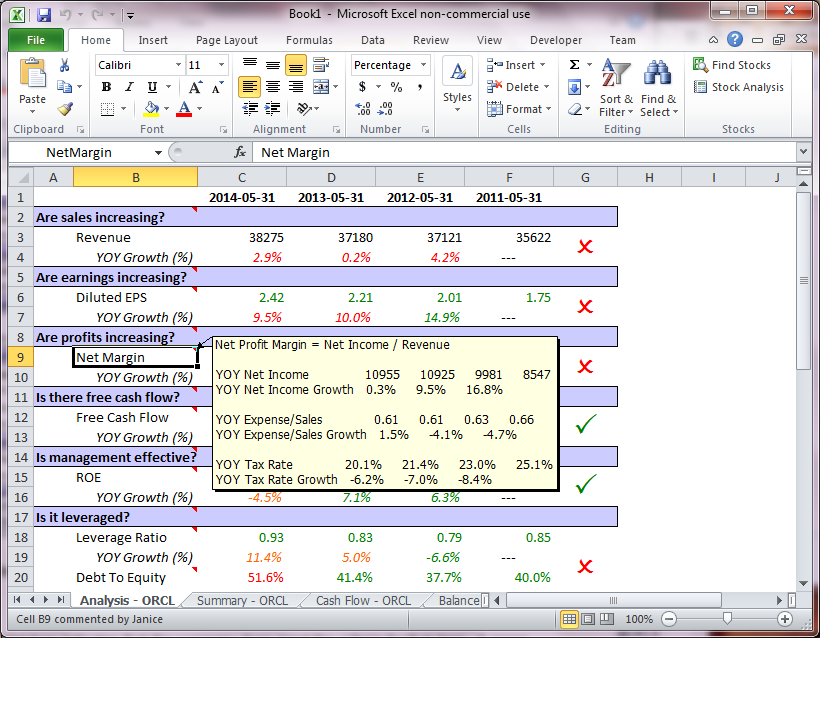 Book1 - Microsoft Excel non-commercial use
File Home Insert Page Layout Formulas Data Review View Developer Team
Calibri 11 Percentage Insert Σ Find Stocks
Paste B I U A A $ % , Styles Delete Sort & Filter Find & Select Stock Analysis
A Format
Clipboard Font Alignment Number Cells Editing Stocks
NetMargin fx Net Margin
A B C D E F G H I J
1 2014-05-31 2013-05-31 2012-05-31 2011-05-31
2 Are sales increasing?
3 Revenue 38275 37180 37121 35622
4 YOY Growth (%) 2.9% 0.2% 4.2% ---
5 Are earnings increasing?
6 Diluted EPS 2.42 2.21 2.01 1.75
7 YOY Growth (%) 9.5% 10.0% 14.9% ---
8 Are profits increasing?
Net Profit Margin = Net Income / Revenue
9 Net Margin
YOY Net Income 10955 10925 9981 8547
10 YOY Growth (%)
YOY Net Income Growth 0.3% 9.5% 16.8%
11 Is there free cash flow?
12 Free Cash Flow
YOY Expense/Sales 0.61 0.61 0.63 0.66
13 YOY Growth (%)
YOY Expense/Sales Growth 1.5% -4.1% -4.7%
14 Is management effective?
YOY Tax Rate 20.1% 21.4% 23.0% 25.1%
15 ROE
YOY Tax Rate Growth -6.2% -7.0% -8.4%
16 YOY Growth (%) -4.5% 7.1% 6.3% ---
17 Is it leveraged?
18 Leverage Ratio 0.93 0.83 0.79 0.85
19 YOY Growth (%) 11.4% 5.0% -6.6% ---
20 Debt To Equity 51.6% 41.4% 37.7% 40.0%
Analysis - ORCL Summary - ORCL Cash Flow - ORCL Balance
Cell B9 commented by Janice 100%